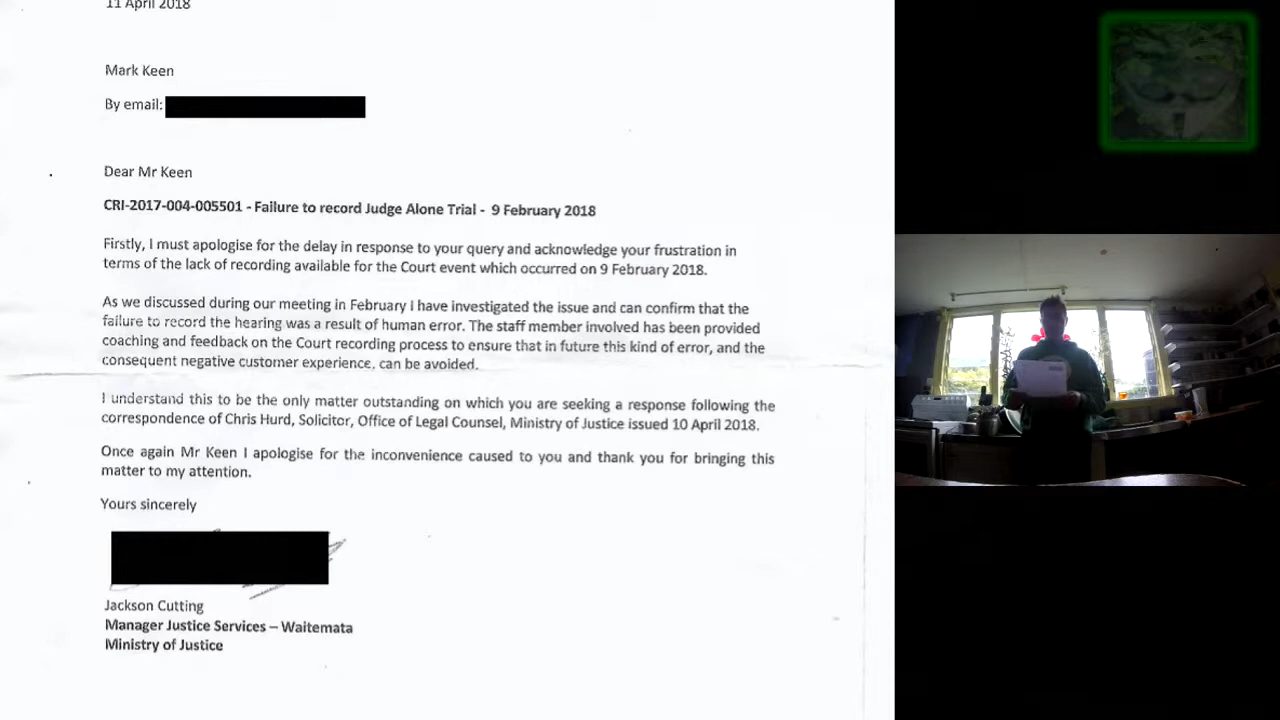 11 April 2018
Mark Keen
By email:
Dear Mr Keen
CRI-2017-004-005501 - Failure to record Judge Alone Trial - 9 February 2018
Firstly, I must apologise for the delay in response to your query and acknowledge your frustration in
terms of the lack of recording available for the Court event which occurred on 9 February 2018.
As we discussed during our meeting in February I have investigated the issue and can confirm that the
failure to record the hearing was a result of human error. The staff member involved has been provided
coaching and feedback on the Court recording process to ensure that in future this kind of error, and the
consequent negative customer experience, can be avoided.
I understand this to be the only matter outstanding on which you are seeking a response following the
correspondence of Chris Hurd, Solicitor, Office of Legal Counsel, Ministry of Justice issued 10 April 2018.
Once again Mr Keen I apologise for the inconvenience caused to you and thank you for bringing this
matter to my attention.
Yours sincerely
Jackson Cutting
Manager Justice Services – Waitemata
Ministry of Justice